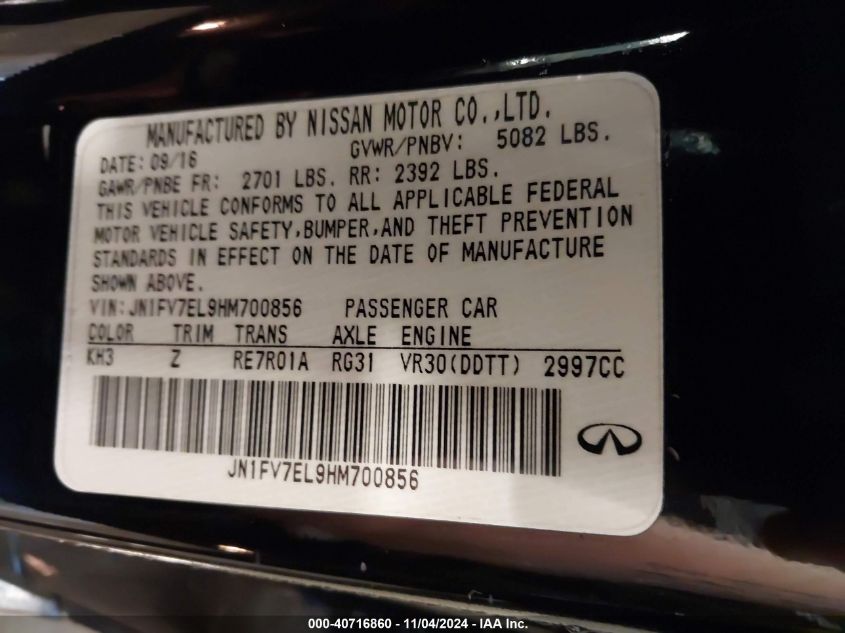 MANUFACTURED BY NISSAN MOTOR CO.,LTD.
DATE: 09/16 GVWR/PNBV: 5082 LBS.
GAWR/PNBE FR: 2701 LBS. RR: 2392 LBS.
THIS VEHICLE CONFORMS TO ALL APPLICABLE FEDERAL
MOTOR VEHICLE SAFETY,BUMPER,AND THEFT PREVENTION
STANDARDS IN EFFECT ON THE DATE OF MANUFACTURE
SHOWN ABOVE.
VIN:JN1FV7EL9HM700856 PASSENGER CAR
COLOR TRIM TRANS AXLE ENGINE
KH3 Z RE7R01A RG31 VR30(DDTT) 2997CC
JN1FV7EL9HM700856
000-40716860 - 11/04/2024 - IAA Inc.